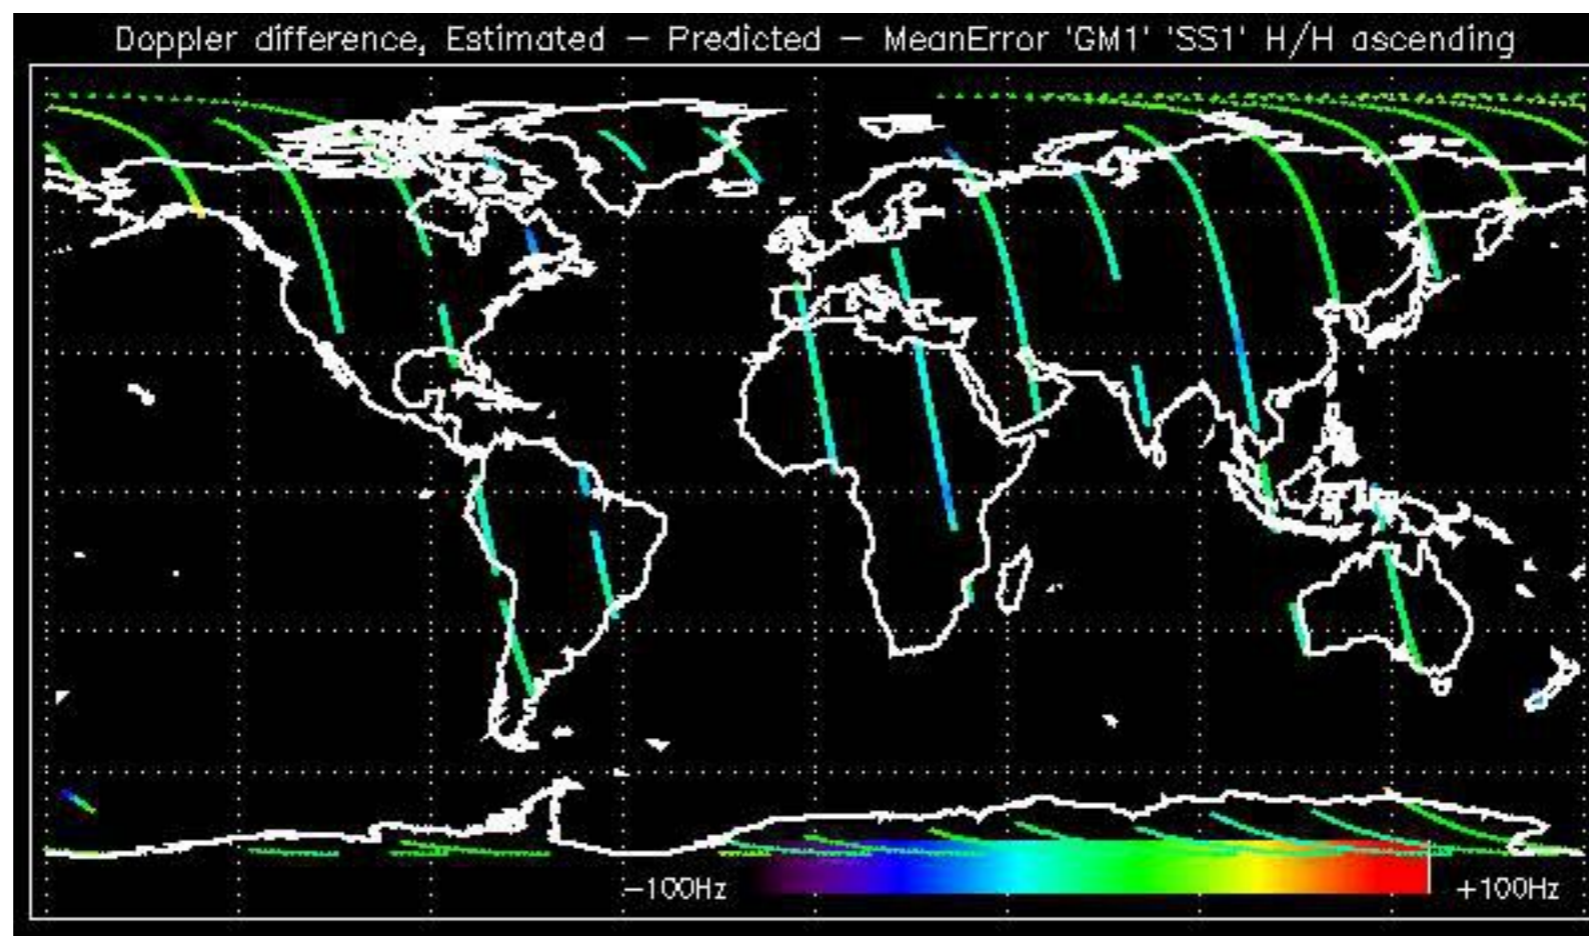 Doppler difference, Estimated – Predicted – MeanError 'GM1' 'SS1' H/H ascending
–100Hz +100Hz